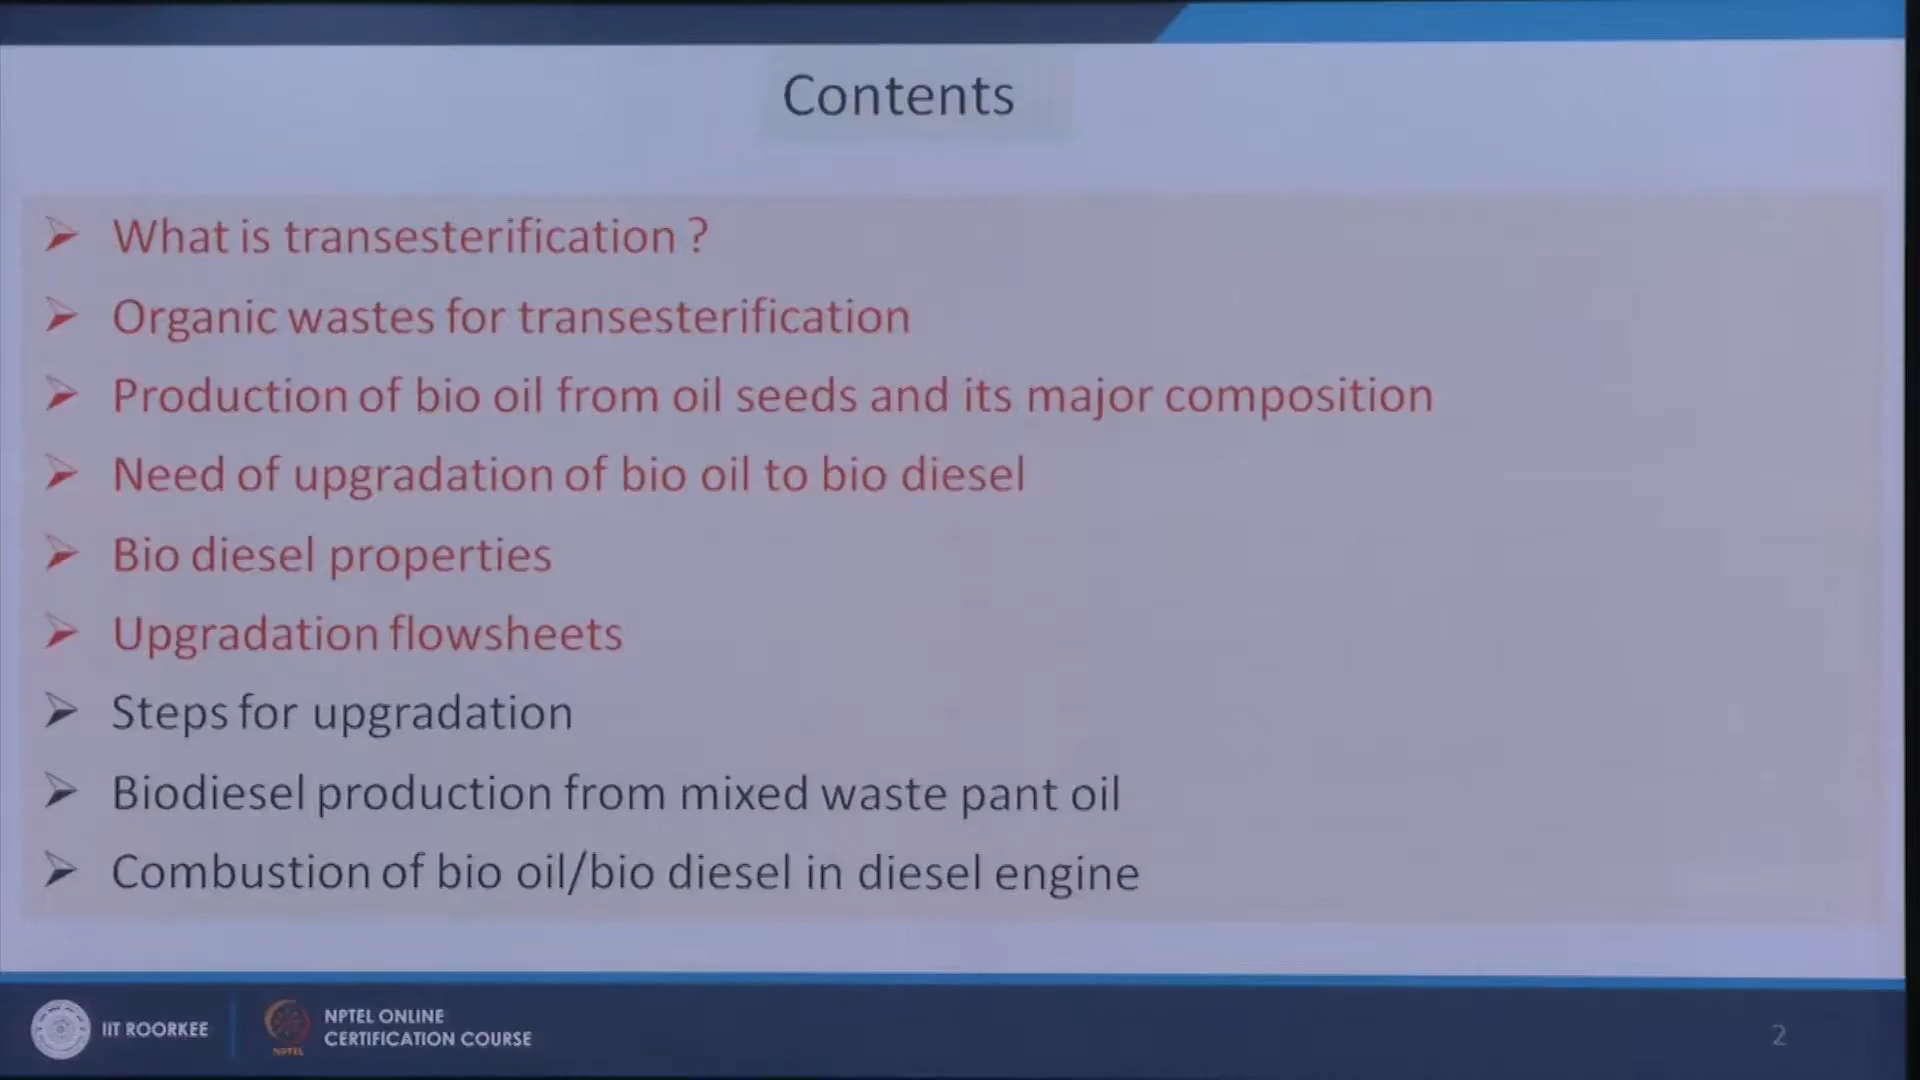 Contents
What is transesterification ?
Organic wastes for transesterification
Production of bio oil from oil seeds and its major composition
Need of upgradation of bio oil to bio diesel
Bio diesel properties
Upgradation flowsheets
Steps for upgradation
Biodiesel production from mixed waste pant oil
Combustion of bio oil/bio diesel in diesel engine
IIT ROORKEE
NPTEL
NPTEL ONLINE
CERTIFICATION COURSE
2